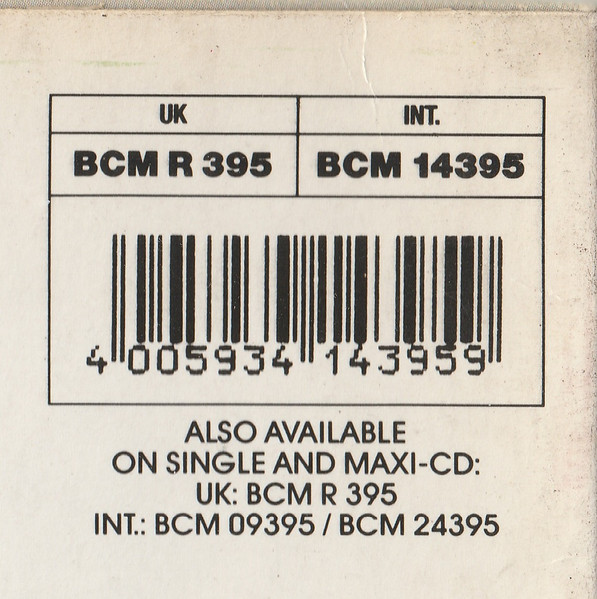 UK INT.
BCM R 395 BCM 14395
4 005934 143959
ALSO AVAILABLE
ON SINGLE AND MAXI-CD:
UK: BCM R 395
INT.: BCM 09395 / BCM 24395